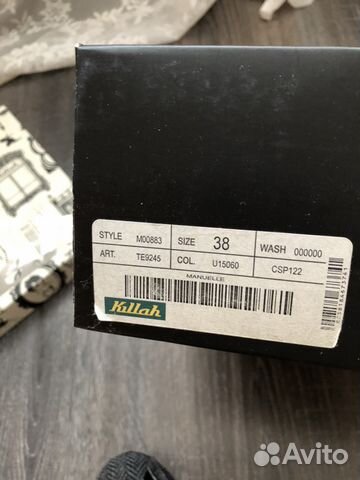 STYLE M00883 SIZE 38 WASH 000000
ART. TE9245 COL. U15060 CSP122
MANUELLE
Killah
Avito